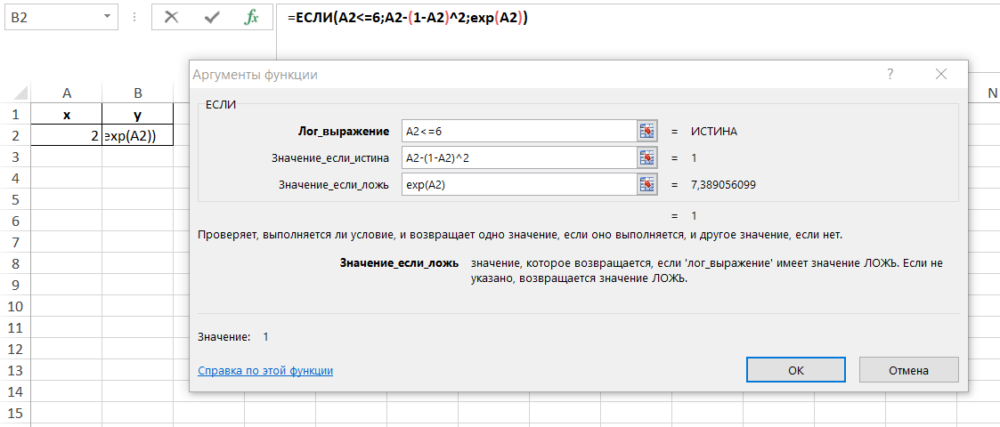 B2 =ЕСЛИ(A2<=6;A2-(1-A2)^2;exp(A2))
Аргументы функции ?
A B N
ЕСЛИ
1 x y
Лог_выражение A2<=6 = ИСТИНА
2 2 exp(A2))
Значение_если_истина A2-(1-A2)^2 = 1
3
Значение_если_ложь exp(A2) = 7,389056099
4
5
= 1
6
Проверяет, выполняется ли условие, и возвращает одно значение, если оно выполняется, и другое значение, если нет.
7
Значение_если_ложь значение, которое возвращается, если 'лог_выражение' имеет значение ЛОЖЬ. Если не
8
указано, возвращается значение ЛОЖЬ.
9
10
11
Значение: 1
12
Справка по этой функции ОК Отмена
13
14
15